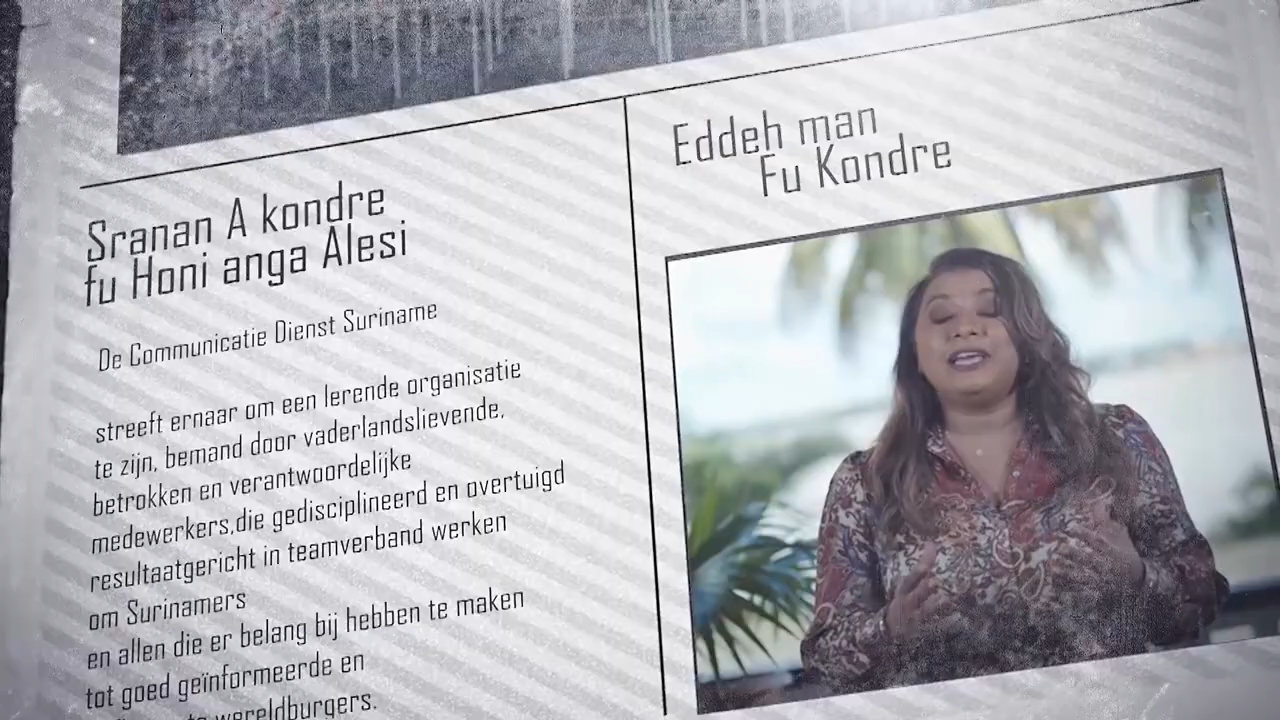 Sranan A kondre
fu Honi anga Alesi
De Communicatie Dienst Suriname
streeft ernaar om een lerende organisatie
te zijn, bemand door vaderlandslievende,
betrokken en verantwoordelijke
medewerkers,die gedisciplineerd en overtuigd
resultaatgericht in teamverband werken
om Surinamers
en allen die er belang bij hebben te maken
tot goed geïnformeerde en
wereldburgers.
Eddeh man
Fu Kondre